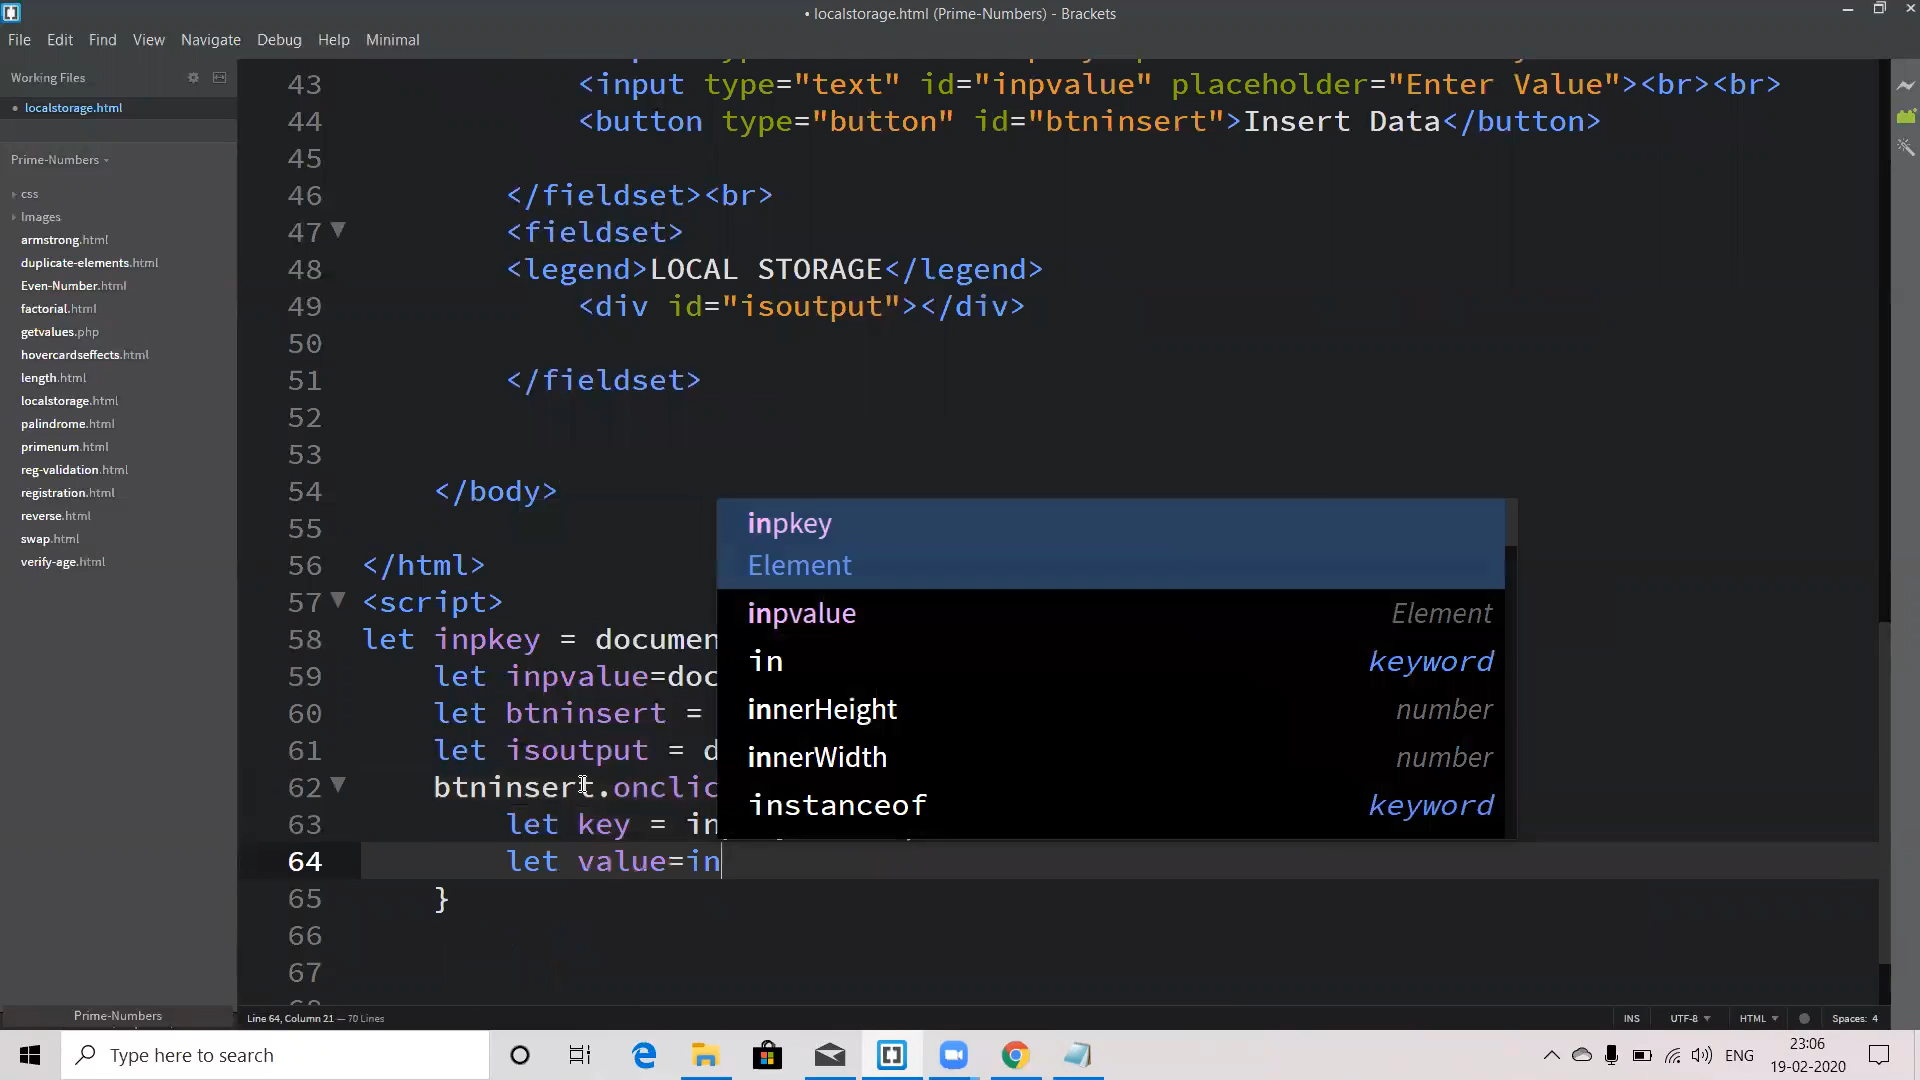 • localstorage.html (Prime-Numbers) - Brackets
File Edit Find View Navigate Debug Help Minimal
Working Files
• localstorage.html
Prime-Numbers
css
Images
armstrong.html
duplicate-elements.html
Even-Number.html
factorial.html
getvalues.php
hovercardseffects.html
length.html
localstorage.html
palindrome.html
primenum.html
reg-validation.html
registration.html
reverse.html
swap.html
verify-age.html
Prime-Numbers
43 <input type="text" id="inpvalue" placeholder="Enter Value"><br><br>
44 <button type="button" id="btninsert">Insert Data</button>
45
46 </fieldset><br>
47 <fieldset>
48 <legend>LOCAL STORAGE</legend>
49 <div id="isoutput"></div>
50
51 </fieldset>
52
53
54 </body>
55
56 </html>
57 <script>
58 let inpkey = documen
59 let inpvalue=doc
60 let btninsert =
61 let isoutput = d
62 btninsert.onclic
63 let key = in
64 let value=in
65 }
66
67
inpkey
Element
inpvalue Element
in keyword
innerHeight number
innerWidth number
instanceof keyword
Line 64, Column 21 — 70 Lines
INS UTF-8 HTML Spaces: 4
Type here to search
ENG
23:06
19-02-2020